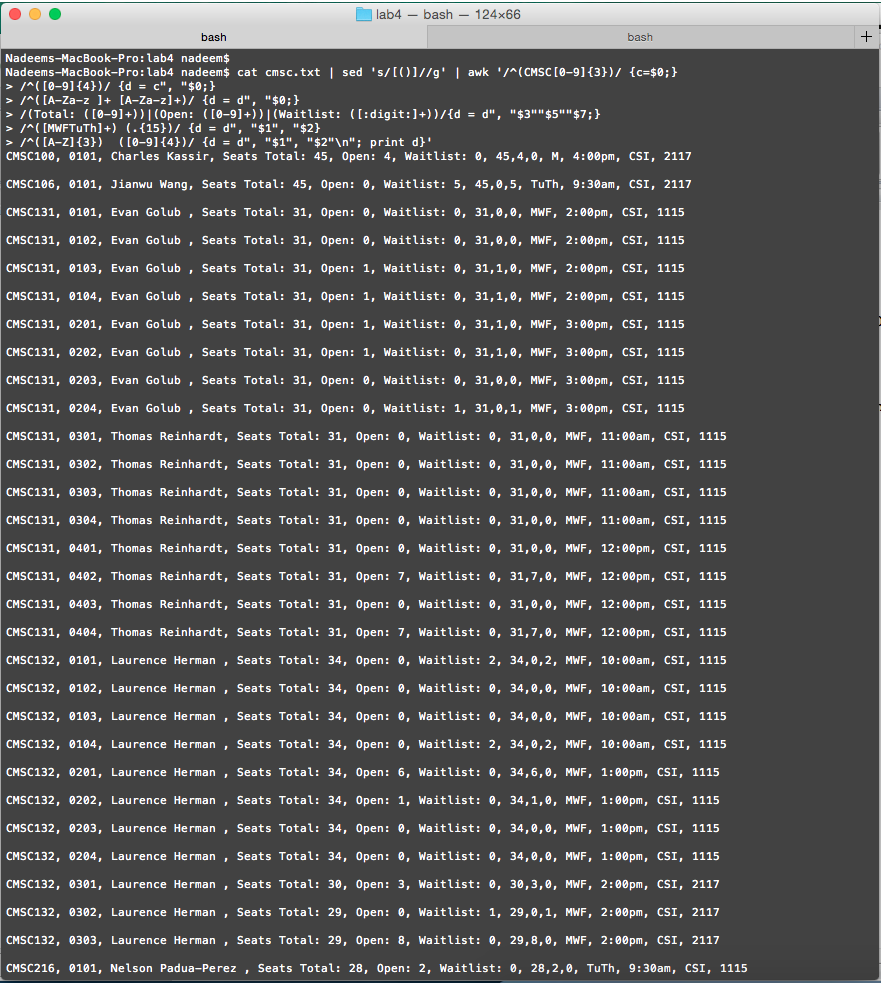 lab4 — bash — 124×66
bash
bash
+
Nadeems-MacBook-Pro:lab4 nadeem$
Nadeems-MacBook-Pro:lab4 nadeem$ cat cmsc.txt | sed 's/[()]//g' | awk '/^(CMSC[0-9]{3})/ {c=$0;}
> /^([0-9]{4})/ {d = c", "$0;}
> /^([A-Za-z ]+ [A-Za-z]+)/ {d = d", "$0;}
> /(Total: ([0-9]+))|(Open: ([0-9]+))|(Waitlist: ([:digit:]+))/{d = d", "$3""$5""$7;}
> /^([MWFTuTh]+) (.{15})/ {d = d", "$1", "$2}
> /^([A-Z]{3})  ([0-9]{4})/ {d = d", "$1", "$2"\n"; print d}'
CMSC100, 0101, Charles Kassir, Seats Total: 45, Open: 4, Waitlist: 0, 45,4,0, M, 4:00pm, CSI, 2117
CMSC106, 0101, Jianwu Wang, Seats Total: 45, Open: 0, Waitlist: 5, 45,0,5, TuTh, 9:30am, CSI, 2117
CMSC131, 0101, Evan Golub , Seats Total: 31, Open: 0, Waitlist: 0, 31,0,0, MWF, 2:00pm, CSI, 1115
CMSC131, 0102, Evan Golub , Seats Total: 31, Open: 0, Waitlist: 0, 31,0,0, MWF, 2:00pm, CSI, 1115
CMSC131, 0103, Evan Golub , Seats Total: 31, Open: 1, Waitlist: 0, 31,1,0, MWF, 2:00pm, CSI, 1115
CMSC131, 0104, Evan Golub , Seats Total: 31, Open: 1, Waitlist: 0, 31,1,0, MWF, 2:00pm, CSI, 1115
CMSC131, 0201, Evan Golub , Seats Total: 31, Open: 1, Waitlist: 0, 31,1,0, MWF, 3:00pm, CSI, 1115
CMSC131, 0202, Evan Golub , Seats Total: 31, Open: 1, Waitlist: 0, 31,1,0, MWF, 3:00pm, CSI, 1115
CMSC131, 0203, Evan Golub , Seats Total: 31, Open: 0, Waitlist: 0, 31,0,0, MWF, 3:00pm, CSI, 1115
CMSC131, 0204, Evan Golub , Seats Total: 31, Open: 0, Waitlist: 1, 31,0,1, MWF, 3:00pm, CSI, 1115
CMSC131, 0301, Thomas Reinhardt, Seats Total: 31, Open: 0, Waitlist: 0, 31,0,0, MWF, 11:00am, CSI, 1115
CMSC131, 0302, Thomas Reinhardt, Seats Total: 31, Open: 0, Waitlist: 0, 31,0,0, MWF, 11:00am, CSI, 1115
CMSC131, 0303, Thomas Reinhardt, Seats Total: 31, Open: 0, Waitlist: 0, 31,0,0, MWF, 11:00am, CSI, 1115
CMSC131, 0304, Thomas Reinhardt, Seats Total: 31, Open: 0, Waitlist: 0, 31,0,0, MWF, 11:00am, CSI, 1115
CMSC131, 0401, Thomas Reinhardt, Seats Total: 31, Open: 0, Waitlist: 0, 31,0,0, MWF, 12:00pm, CSI, 1115
CMSC131, 0402, Thomas Reinhardt, Seats Total: 31, Open: 7, Waitlist: 0, 31,7,0, MWF, 12:00pm, CSI, 1115
CMSC131, 0403, Thomas Reinhardt, Seats Total: 31, Open: 0, Waitlist: 0, 31,0,0, MWF, 12:00pm, CSI, 1115
CMSC131, 0404, Thomas Reinhardt, Seats Total: 31, Open: 7, Waitlist: 0, 31,7,0, MWF, 12:00pm, CSI, 1115
CMSC132, 0101, Laurence Herman , Seats Total: 34, Open: 0, Waitlist: 2, 34,0,2, MWF, 10:00am, CSI, 1115
CMSC132, 0102, Laurence Herman , Seats Total: 34, Open: 0, Waitlist: 0, 34,0,0, MWF, 10:00am, CSI, 1115
CMSC132, 0103, Laurence Herman , Seats Total: 34, Open: 0, Waitlist: 0, 34,0,0, MWF, 10:00am, CSI, 1115
CMSC132, 0104, Laurence Herman , Seats Total: 34, Open: 0, Waitlist: 2, 34,0,2, MWF, 10:00am, CSI, 1115
CMSC132, 0201, Laurence Herman , Seats Total: 34, Open: 6, Waitlist: 0, 34,6,0, MWF, 1:00pm, CSI, 1115
CMSC132, 0202, Laurence Herman , Seats Total: 34, Open: 1, Waitlist: 0, 34,1,0, MWF, 1:00pm, CSI, 1115
CMSC132, 0203, Laurence Herman , Seats Total: 34, Open: 0, Waitlist: 0, 34,0,0, MWF, 1:00pm, CSI, 1115
CMSC132, 0204, Laurence Herman , Seats Total: 34, Open: 0, Waitlist: 0, 34,0,0, MWF, 1:00pm, CSI, 1115
CMSC132, 0301, Laurence Herman , Seats Total: 30, Open: 3, Waitlist: 0, 30,3,0, MWF, 2:00pm, CSI, 2117
CMSC132, 0302, Laurence Herman , Seats Total: 29, Open: 0, Waitlist: 1, 29,0,1, MWF, 2:00pm, CSI, 2117
CMSC132, 0303, Laurence Herman , Seats Total: 29, Open: 8, Waitlist: 0, 29,8,0, MWF, 2:00pm, CSI, 2117
CMSC216, 0101, Nelson Padua-Perez , Seats Total: 28, Open: 2, Waitlist: 0, 28,2,0, TuTh, 9:30am, CSI, 1115